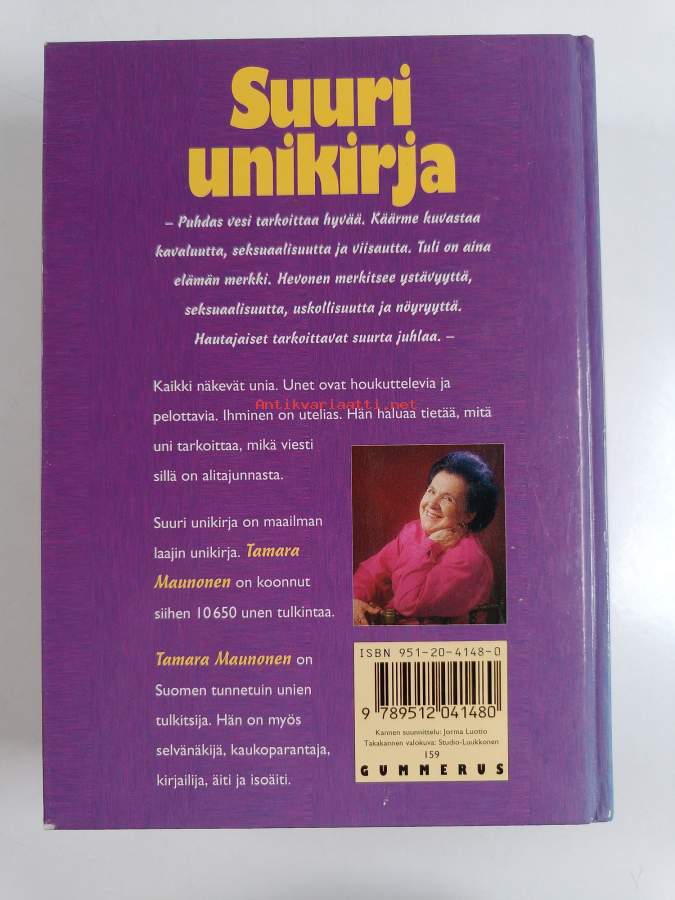 Suuri
unikirja
– Puhdas vesi tarkoittaa hyvää. Käärme kuvastaa
kavaluutta, seksuaalisuutta ja viisautta. Tuli on aina
elämän merkki. Hevonen merkitsee ystävyyttä,
seksuaalisuutta, uskollisuutta ja nöyryyttä.
Hautajaiset tarkoittavat suurta juhlaa. –
Kaikki näkevät unia. Unet ovat houkuttelevia ja
Antikvariaatti.net
pelottavia. Ihminen on utelias. Hän haluaa tietää, mitä
uni tarkoittaa, mikä viesti
sillä on alitajunnasta.
Suuri unikirja on maailman
laajin unikirja. Tamara
Maunonen on koonnut
siihen 10650 unen tulkintaa.
Tamara Maunonen on
Suomen tunnetuin unien
tulkitsija. Hän on myös
selvänäkijä, kaukoparantaja,
kirjailija, äiti ja isoäiti.
ISBN 951-20-4148-0
9 789512 041480
Kannen suunnittelu: Jorma Luotio
Takakannen valokuva: Studio-Luukkonen
159
GUMMERUS